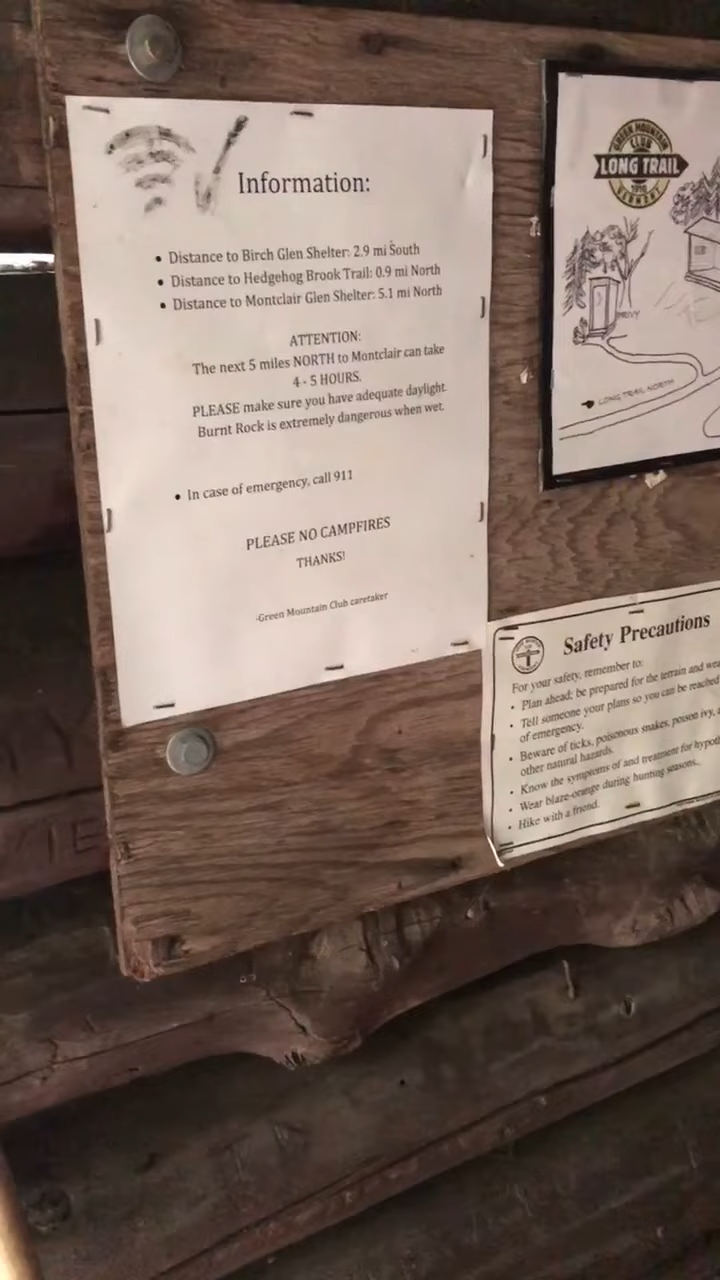 Information:
• Distance to Birch Glen Shelter: 2.9 mi South
• Distance to Hedgehog Brook Trail: 0.9 mi North
• Distance to Montclair Glen Shelter: 5.1 mi North
ATTENTION:
The next 5 miles NORTH to Montclair can take
4 - 5 HOURS.
PLEASE make sure you have adequate daylight.
Burnt Rock is extremely dangerous when wet.
• In case of emergency, call 911
PLEASE NO CAMPFIRES
THANKS!
-Green Mountain Club caretaker
GREEN MOUNTAIN
CLUB
LONG TRAIL
1910
VERMONT
PRIVY
LONG TRAIL NORTH
Safety Precautions
For your safety, remember to:
• Plan ahead; be prepared for the terrain and
• Tell someone your plans so you can be reached
of emergency.
• Beware of ticks, poisonous snakes, poison ivy,
other natural hazards.
• Know the symptoms of and treatment for
• Wear blaze-orange during hunting seasons.
• Hike with a friend.